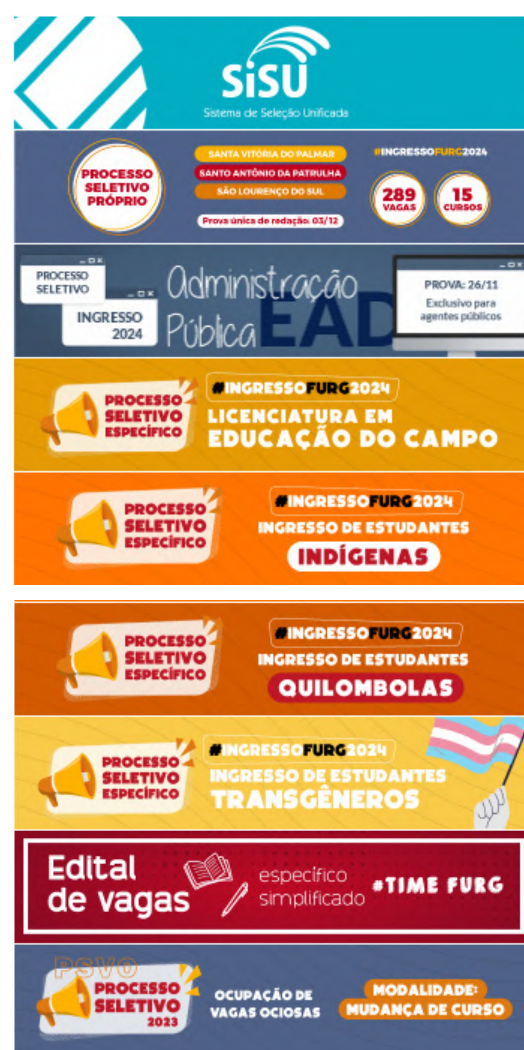 SiSU
Sistema de Seleção Unificada
PROCESSO
SELETIVO
PRÓPRIO
SANTA VITÓRIA DO PALMAR
SANTO ANTÔNIO DA PATRULHA
SÃO LOURENÇO DO SUL
Prova única de redação: 03/12
#INGRESSOFURG2024
289
VAGAS
15
CURSOS
PROCESSO
SELETIVO
INGRESSO
2024
Administração
Pública EAD
PROVA: 26/11
Exclusivo para
agentes públicos
PROCESSO
SELETIVO
ESPECÍFICO
#INGRESSOFURG2024
LICENCIATURA EM
EDUCAÇÃO DO CAMPO
PROCESSO
SELETIVO
ESPECÍFICO
#INGRESSOFURG2024
INGRESSO DE ESTUDANTES
INDÍGENAS
PROCESSO
SELETIVO
ESPECÍFICO
#INGRESSOFURG2024
INGRESSO DE ESTUDANTES
QUILOMBOLAS
PROCESSO
SELETIVO
ESPECÍFICO
#INGRESSOFURG2024
INGRESSO DE ESTUDANTES
TRANSGÊNEROS
Edital
de vagas
específico
simplificado
#TIME FURG
PSVO
PROCESSO
SELETIVO
2023
OCUPAÇÃO DE
VAGAS OCIOSAS
MODALIDADE:
MUDANÇA DE CURSO